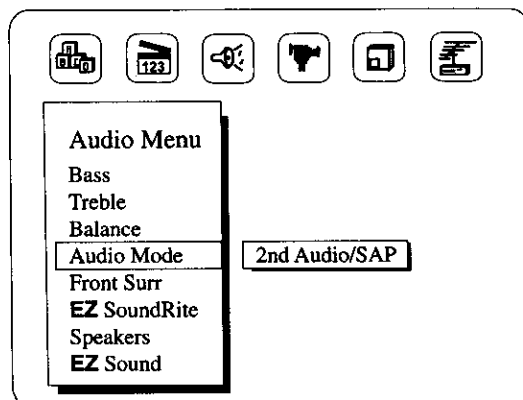 123
Audio Menu
Bass
Treble
Balance
Audio Mode
2nd Audio/SAP
Front Surr
EZ SoundRite
Speakers
EZ Sound